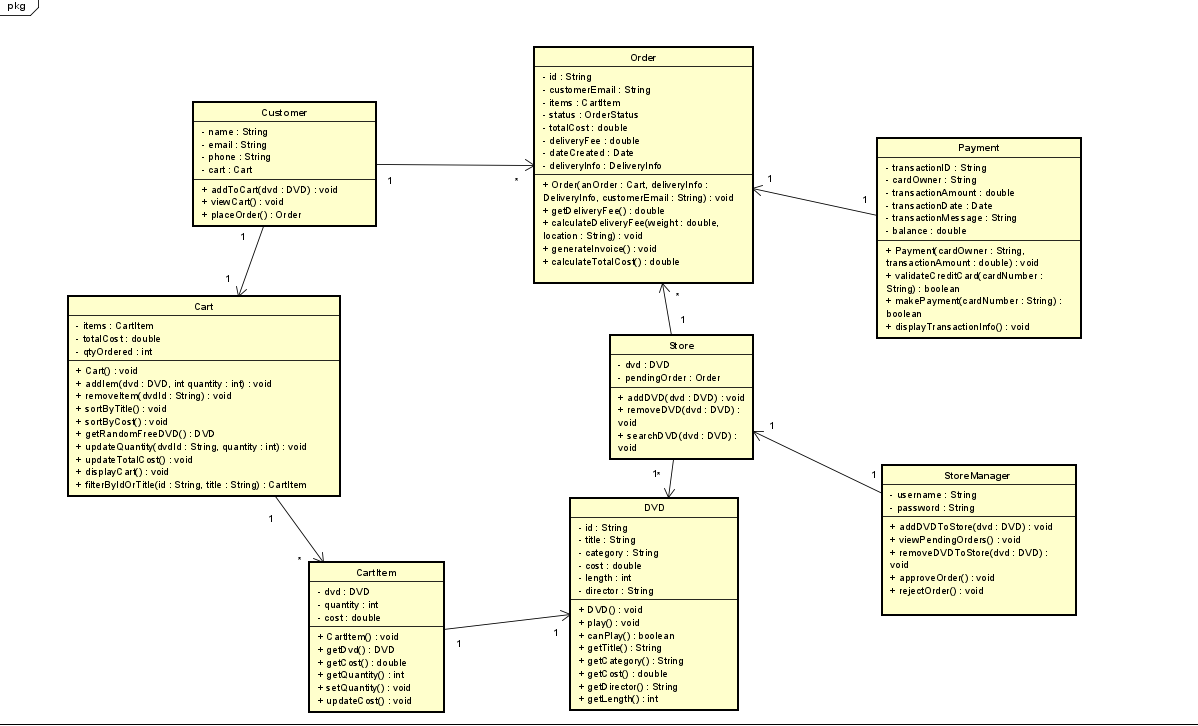 pkg
Order
- id : String
- customerEmail : String
- items : CartItem
- status : OrderStatus
- totalCost : double
- deliveryFee : double
- dateCreated : Date
- deliveryInfo : DeliveryInfo
+ Order(anOrder : Cart, deliveryInfo :
DeliveryInfo, customerEmail : String) : void
+ getDeliveryFee() : double
+ calculateDeliveryFee(weight : double,
location : String) : void
+ generateInvoice() : void
+ calculateTotalCost() : double
Customer
- name : String
- email : String
- phone : String
- cart : Cart
+ addToCart(dvd : DVD) : void
+ viewCart() : void
+ placeOrder() : Order
1
*
Payment
- transactionID : String
- cardOwner : String
- transactionAmount : double
- transactionDate : Date
- transactionMessage : String
- balance : double
+ Payment(cardOwner : String,
transactionAmount : double) : void
+ validateCreditCard(cardNumber :
String) : boolean
+ makePayment(cardNumber : String) :
boolean
+ displayTransactionInfo() : void
1
1
1
1
Cart
- items : CartItem
- totalCost : double
- qtyOrdered : int
+ Cart() : void
+ addIem(dvd : DVD, int quantity : int) : void
+ removeItem(dvdId : String) : void
+ sortByTitle() : void
+ sortByCost() : void
+ getRandomFreeDVD() : DVD
+ updateQuantity(dvdId : String, quantity : int) : void
+ updateTotalCost() : void
+ displayCart() : void
+ filterByIdOrTitle(id : String, title : String) : CartItem
*
1
Store
- dvd : DVD
- pendingOrder : Order
+ addDVD(dvd : DVD) : void
+ removeDVD(dvd : DVD) :
void
+ searchDVD(dvd : DVD) :
void
1
1
1*
StoreManager
- username : String
- password : String
+ addDVDToStore(dvd : DVD) : void
+ viewPendingOrders() : void
+ removeDVDToStore(dvd : DVD) :
void
+ approveOrder() : void
+ rejectOrder() : void
1
*
CartItem
- dvd : DVD
- quantity : int
- cost : double
+ CartItem() : void
+ getDvd() : DVD
+ getCost() : double
+ getQuantity() : int
+ setQuantity() : void
+ updateCost() : void
1
1
DVD
- id : String
- title : String
- category : String
- cost : double
- length : int
- director : String
+ DVD() : void
+ play() : void
+ canPlay() : boolean
+ getTitle() : String
+ getCategory() : String
+ getCost() : double
+ getDirector() : String
+ getLength() : int